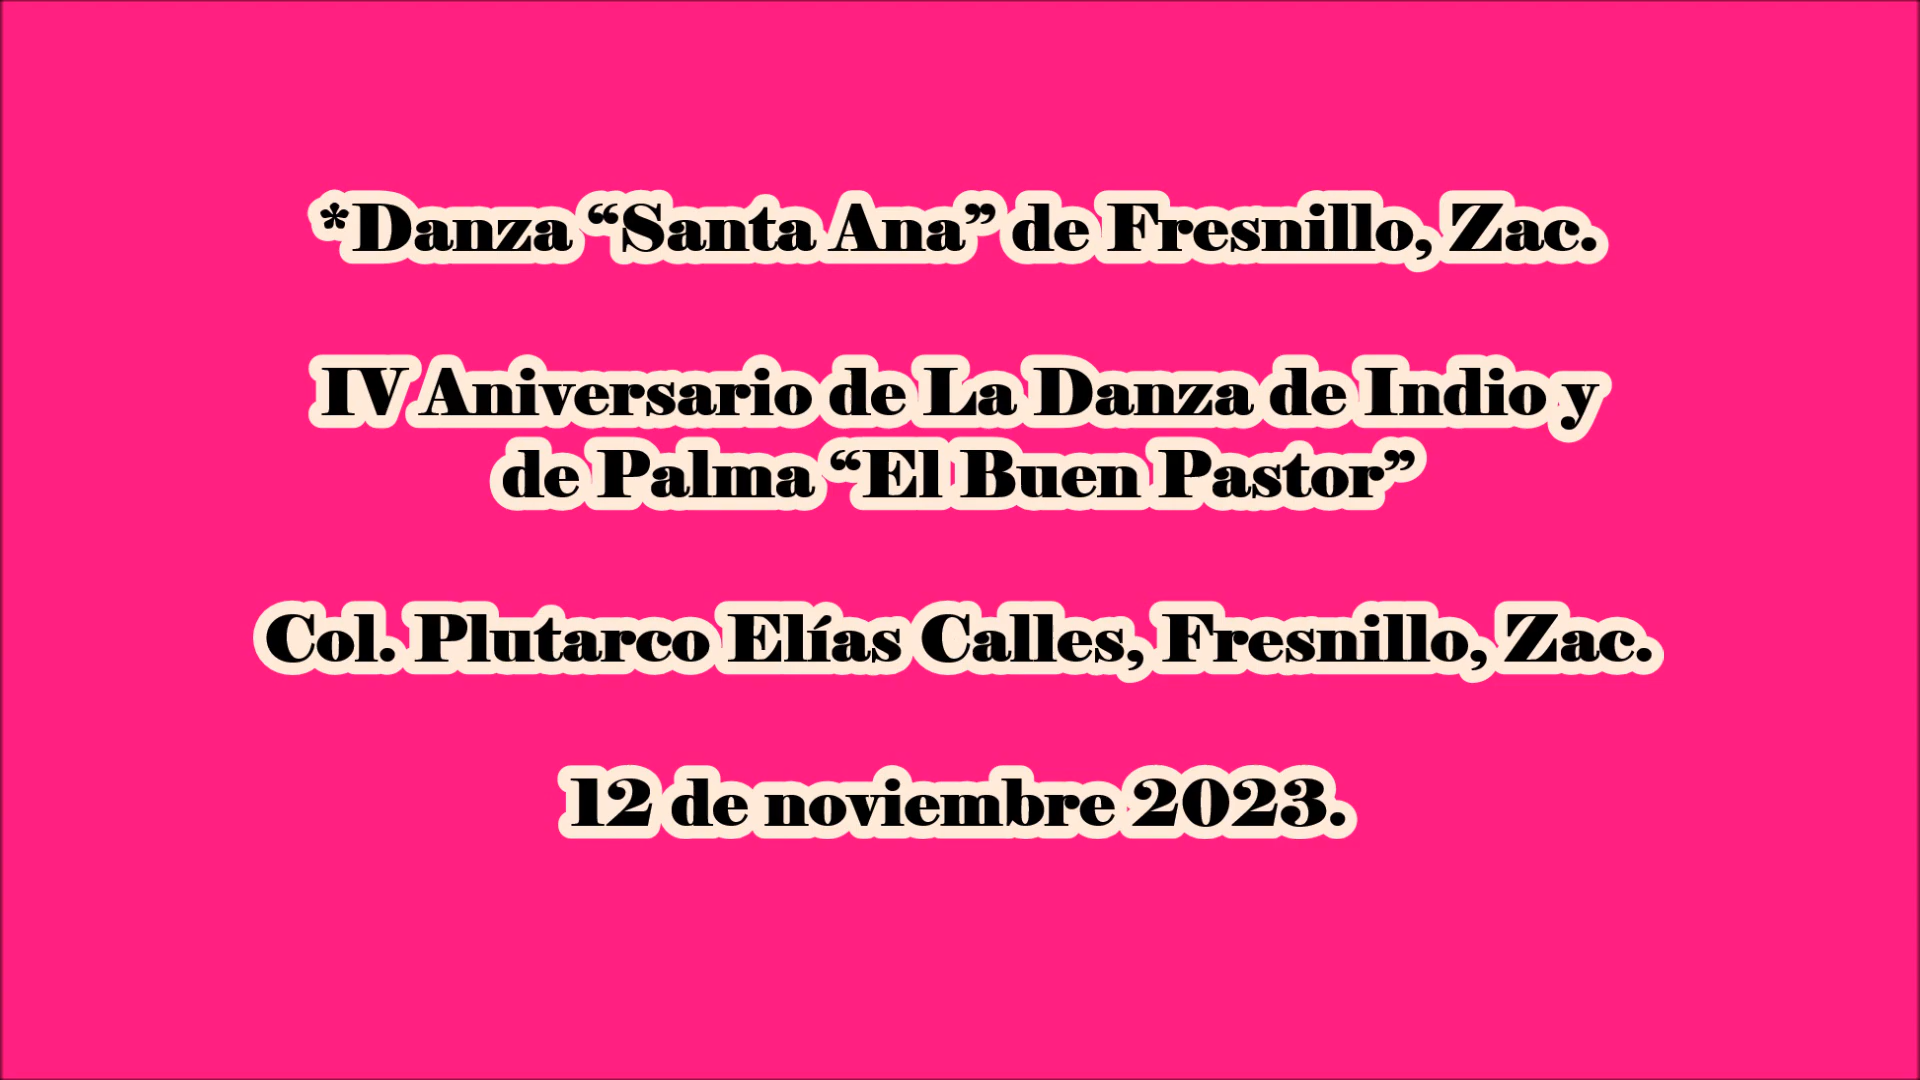 *Danza “Santa Ana” de Fresnillo, Zac.
IV Aniversario de La Danza de Indio y
de Palma “El Buen Pastor”
Col. Plutarco Elías Calles, Fresnillo, Zac.
12 de noviembre 2023.